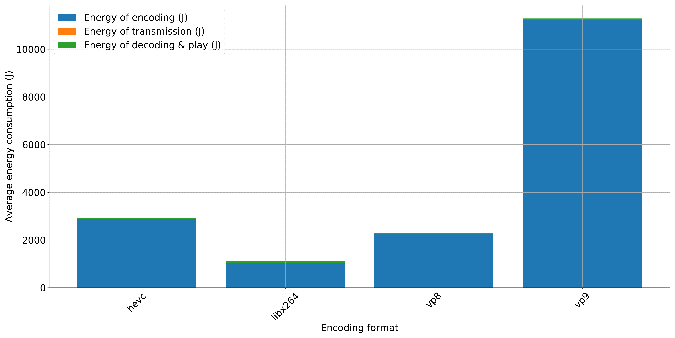 Energy of encoding (J)
Energy of transmission (J)
Energy of decoding & play (J)
Average energy consumption (J)
10000
8000
6000
4000
2000
0
hevc
libx264
vp8
vp9
Encoding format